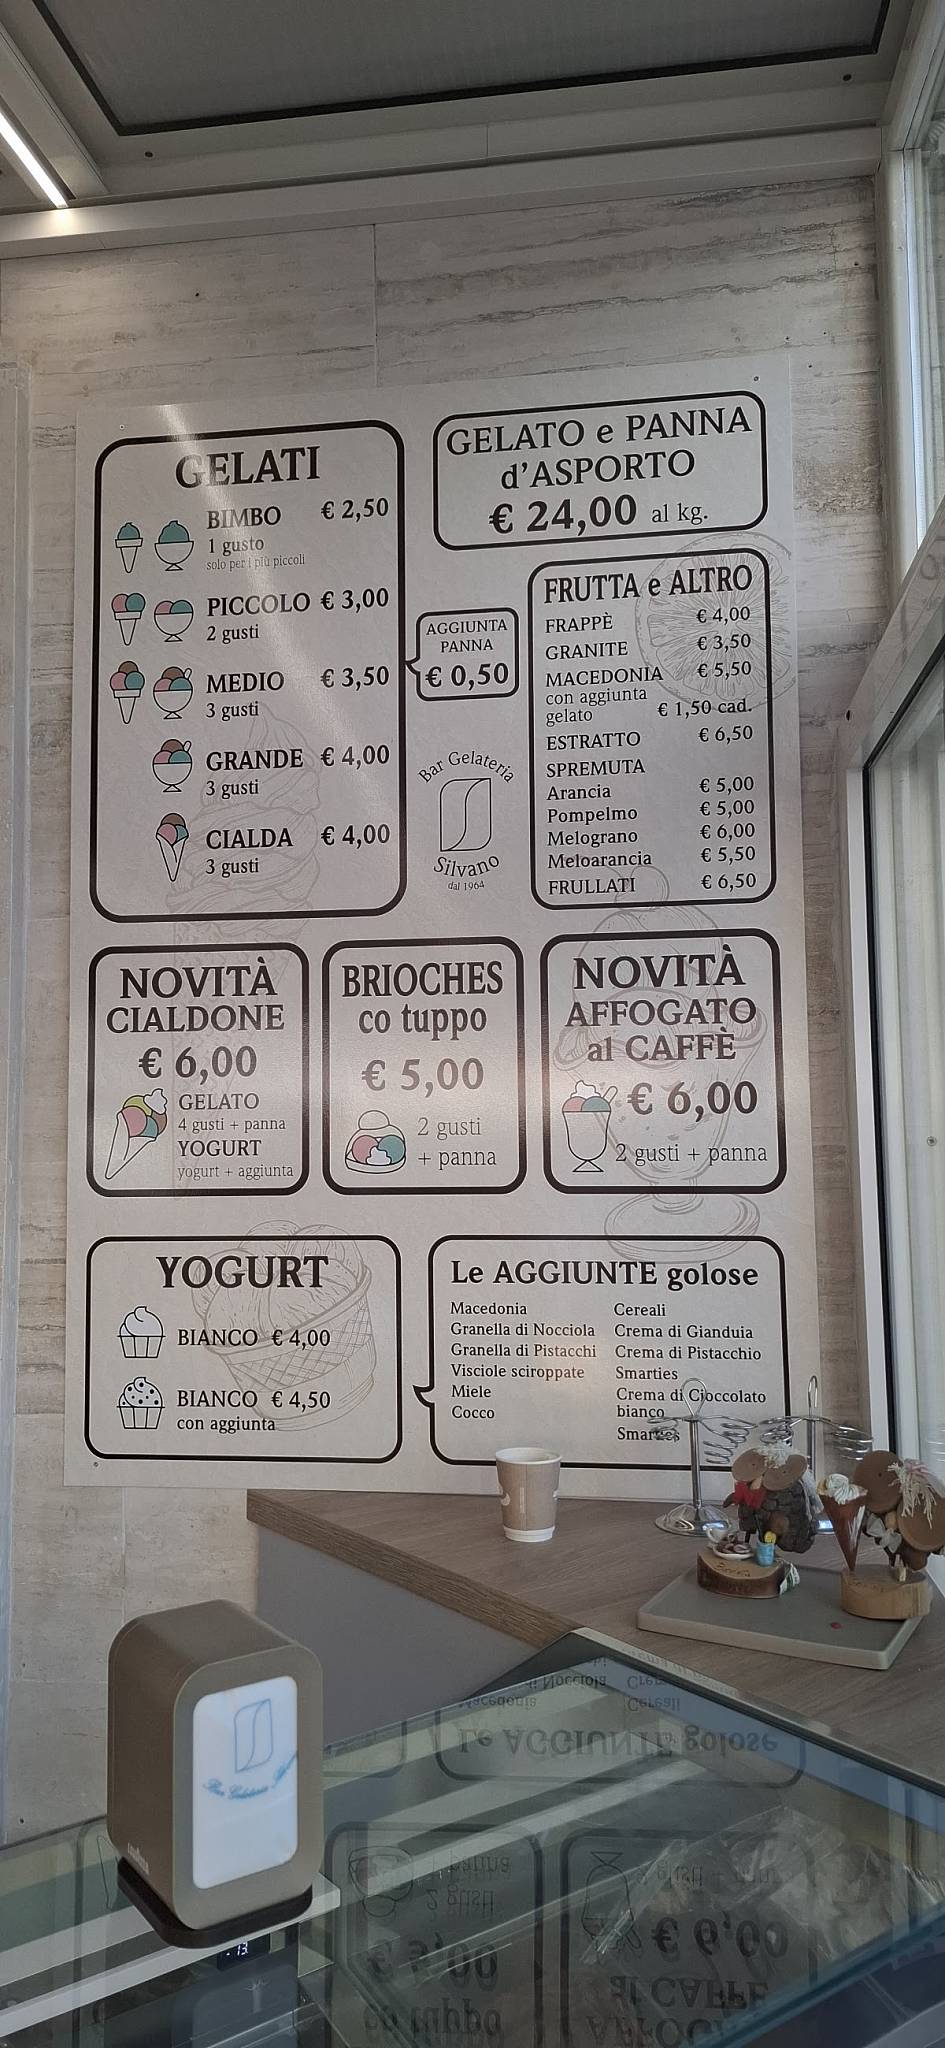 GELATI
BIMBO € 2,50
1 gusto
solo per i più piccoli
PICCOLO € 3,00
2 gusti
MEDIO € 3,50
3 gusti
GRANDE € 4,00
3 gusti
CIALDA € 4,00
3 gusti
AGGIUNTA
PANNA
€ 0,50
Bar Gelateria
Silvano
dal 1964
GELATO e PANNA
d'ASPORTO
€ 24,00 al kg.
FRUTTA e ALTRO
FRAPPÈ € 4,00
GRANITE € 3,50
MACEDONIA € 5,50
con aggiunta
gelato € 1,50 cad.
ESTRATTO € 6,50
SPREMUTA
Arancia € 5,00
Pompelmo € 5,00
Melograno € 6,00
Meloarancia € 5,50
FRULLATI € 6,50
NOVITÀ
CIALDONE
€ 6,00
GELATO
4 gusti + panna
YOGURT
yogurt + aggiunta
BRIOCHES
co tuppo
€ 5,00
2 gusti
+ panna
NOVITÀ
AFFOGATO
al CAFFÈ
€ 6,00
2 gusti + panna
YOGURT
BIANCO € 4,00
BIANCO € 4,50
con aggiunta
Le AGGIUNTE golose
Macedonia
Granella di Nocciola
Granella di Pistacchi
Visciole sciroppate
Miele
Cocco
Cereali
Crema di Gianduia
Crema di Pistacchio
Smarties
Crema di Cioccolato
bianco
Smarties